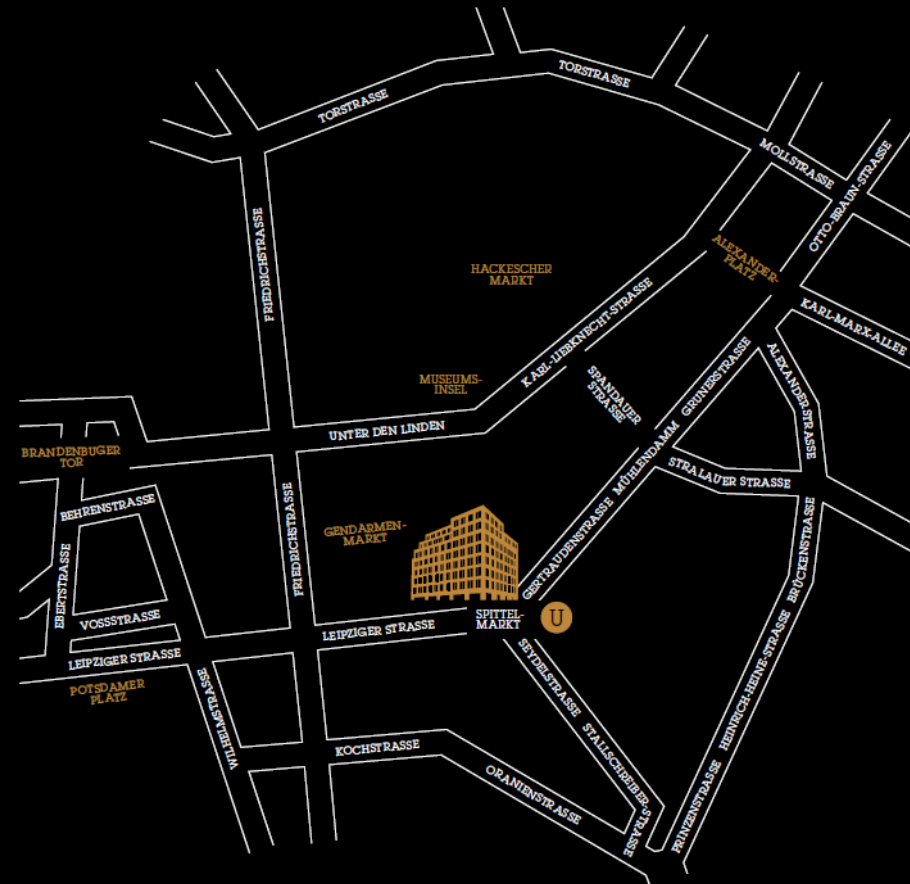 TORSTRASSE
TORSTRASSE
MOLLSTRASSE
OTTO-BRAUN-STRASSE
FRIEDRICHSTRASSE
HACKESCHER
MARKT
ALEXANDER-
PLATZ
KARL-LIEBKNECHT-STRASSE
KARL-MARX-ALLEE
MUSEUMS-
INSEL
SPANDAUER
STRASSE
GRUNERSTRASSE
ALEXANDERSTRASSE
UNTER DEN LINDEN
BRANDENBUGER
TOR
MÜHLENDAMM
STRALAUER STRASSE
BEHRENSTRASSE
FRIEDRICHSTRASSE
GENDARMEN-
MARKT
GERTRAUDENSTRASSE
BRÜCKENSTRASSE
EBERTSTRASSE
VOSSSTRASSE
LEIPZIGER STRASSE
SPITTEL-
MARKT
U
LEIPZIGER STRASSE
POTSDAMER
PLATZ
WILHELMSTRASSE
SEYDELSTRASSE
HEINRICH-HEINE-STRASSE
KOCHSTRASSE
STALLSCHREIBER-
STRASSE
ORANIENSTRASSE
PRINZENSTRASSE